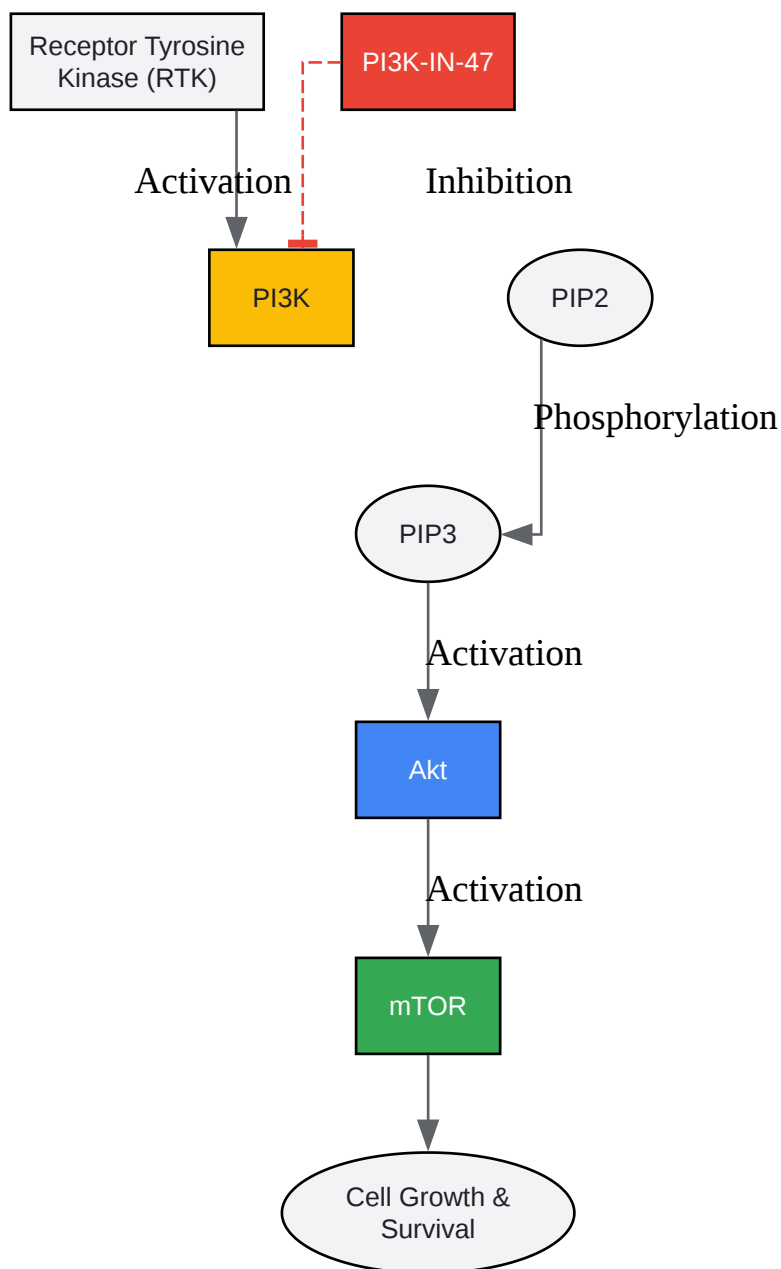 Receptor Tyrosine
Kinase (RTK)
PI3K-IN-47
Activation
Inhibition
PI3K
PIP2
Phosphorylation
PIP3
Activation
Akt
Activation
mTOR
Cell Growth &
Survival